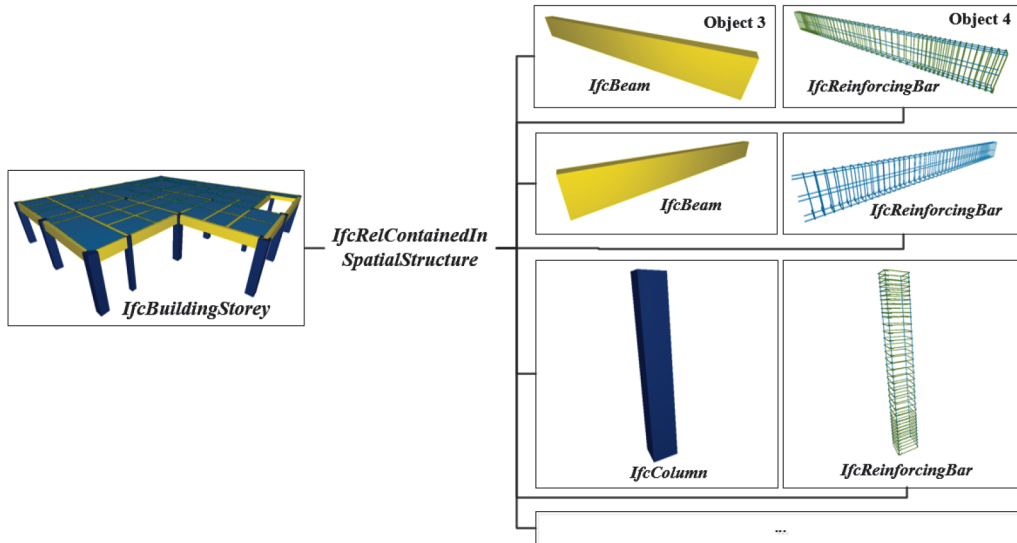 Object 3
Object 4
IfcBeam
IfcReinforcingBar
IfcBeam
IfcReinforcingBar
IfcRelContainedIn
SpatialStructure
IfcBuildingStorey
IfcColumn
IfcReinforcingBar
...